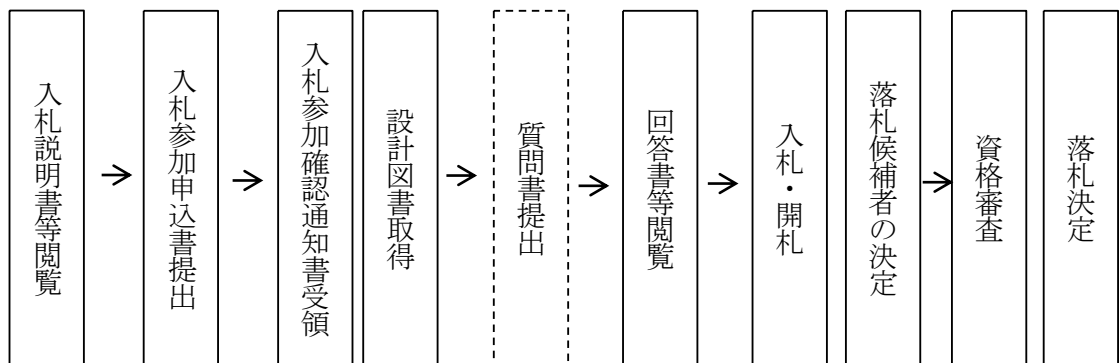 入札説明書等閲覧
入札参加申込書提出
入札参加確認通知書受領
設計図書取得
質問書提出
回答書等閲覧
入札・開札
落札候補者の決定
資格審査
落札決定